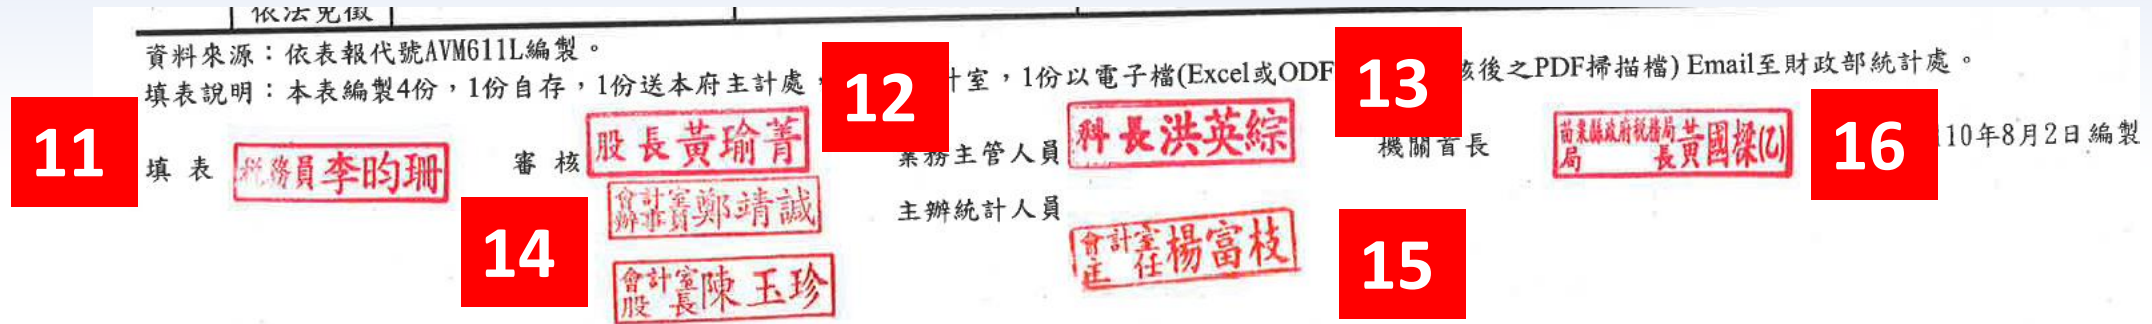 依法免徵
資料來源：依表報代號AVM611L編製。
填表說明：本表編製4份，1份自存，1份送本府主計處，
計室，1份以電子檔(Excel或ODF
後之PDF掃描檔) Email至財政部統計處。
11
12
13
14
15
16
填 表
稅務員李昀珊
審 核
股長黃瑜菁
會計室
辦事員鄭靖誠
會計室
股長陳玉珍
業務主管人員
科長洪英綜
主辦統計人員
會計室
主任楊富枝
機關首長
苗栗縣政府稅務局
局長黃國樑(乙)
10年8月2日編製